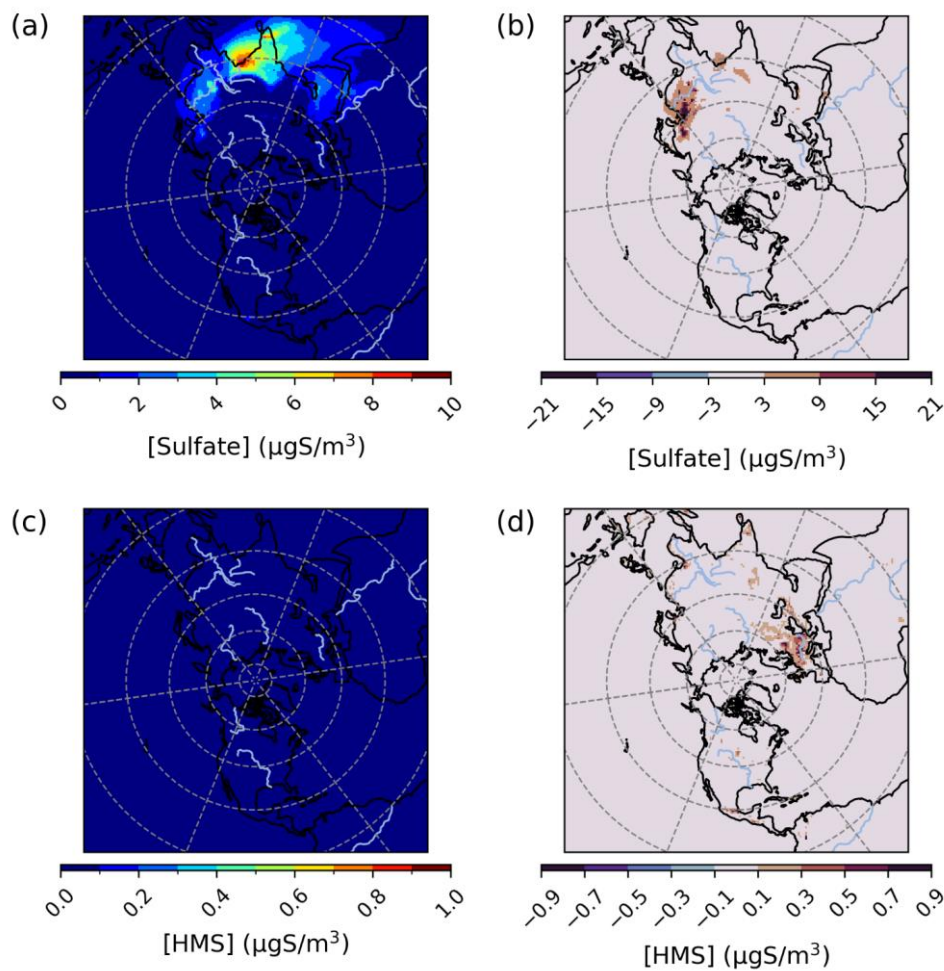 (a)
(b)
0 2 4 6 8 10
−21 −15 −9 −3 3 9 15 21
[Sulfate] (μgS/m³)
[Sulfate] (μgS/m³)
(c)
(d)
0.0 0.2 0.4 0.6 0.8 1.0
−0.9 −0.7 −0.5 −0.3 −0.1 0.1 0.3 0.5 0.7 0.9
[HMS] (μgS/m³)
[HMS] (μgS/m³)